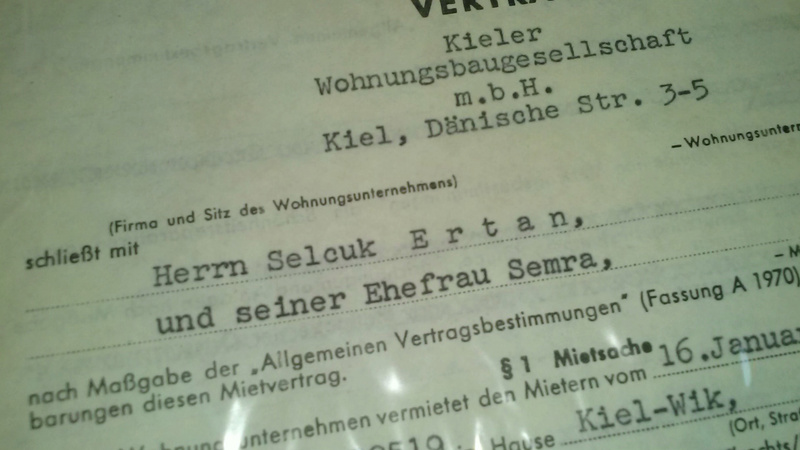 Kieler
Wohnungsbaugesellschaft
m.b.H.
Kiel, Dänische Str. 3-5
(Firma und Sitz des Wohnungsunternehmens)
schließt mit
Herrn Selcuk E r t a n,
und seiner Ehefrau Semra,
nach Maßgabe der „Allgemeinen Vertragsbestimmungen" (Fassung A 1970)
barungen diesen Mietvertrag.
§ 1 Mietsache
unternehmen vermietet den Mietern vom 16.Janua
Hause Kiel-Wik,
(Ort, Stra